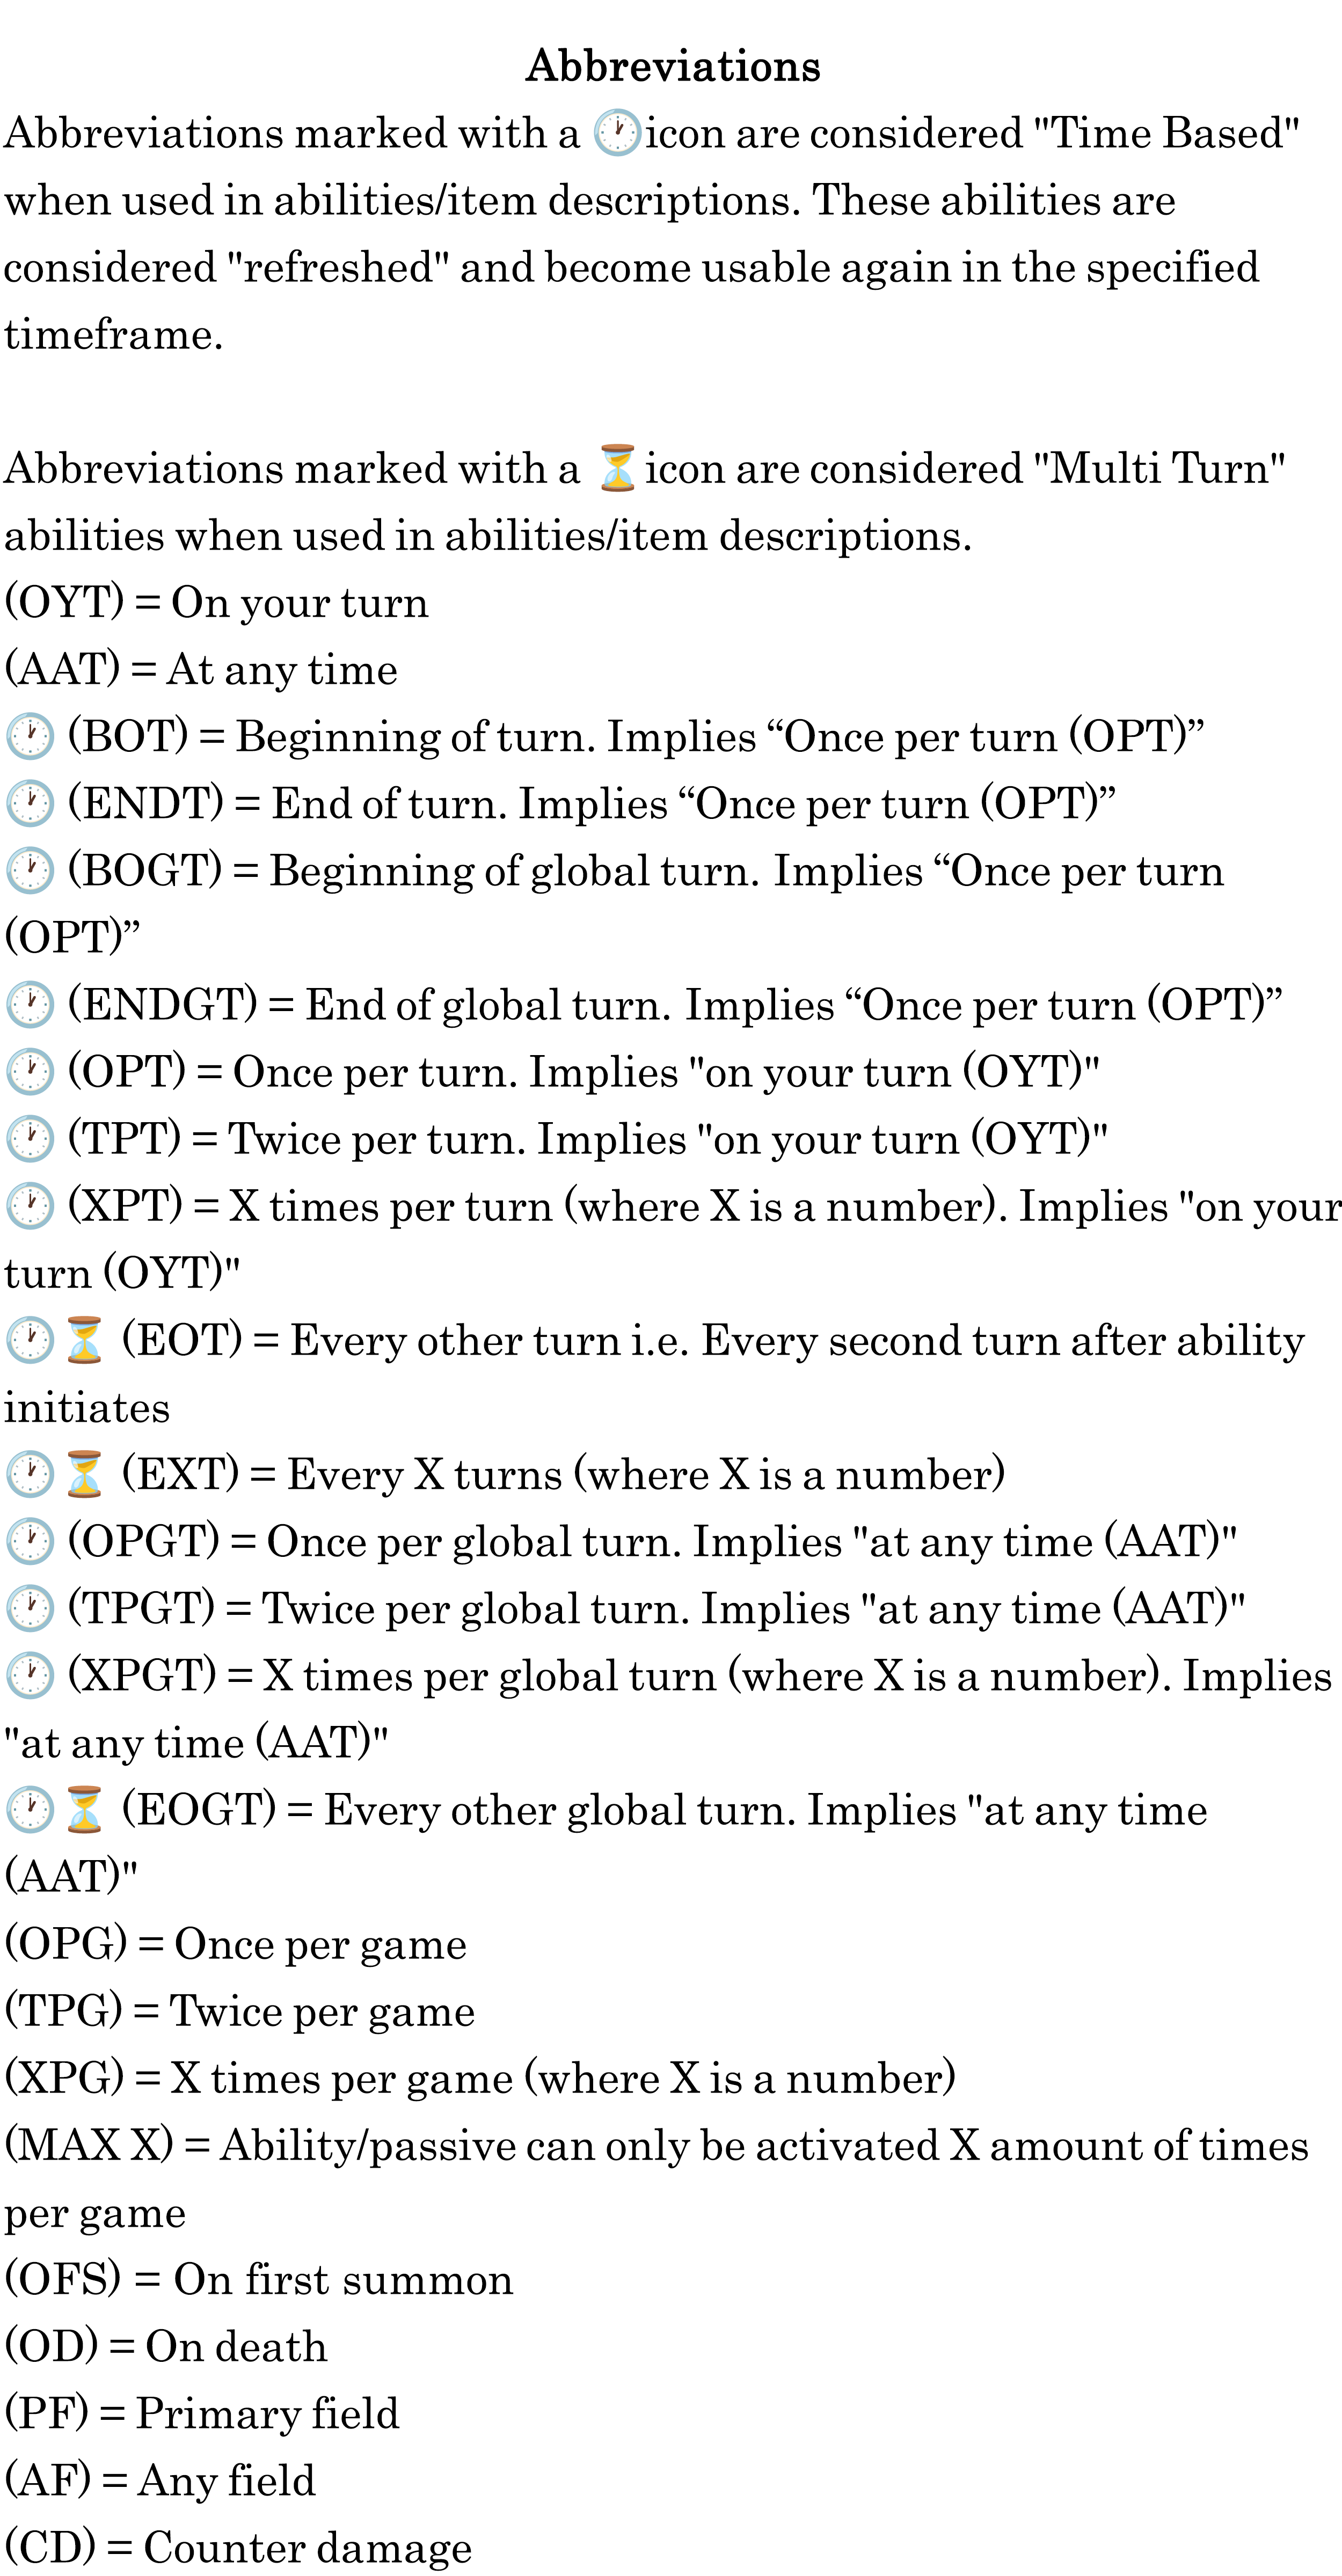 Abbreviations
Abbreviations marked with a 🕐icon are considered "Time Based"
when used in abilities/item descriptions. These abilities are
considered "refreshed" and become usable again in the specified
timeframe.
Abbreviations marked with a ⏳icon are considered "Multi Turn"
abilities when used in abilities/item descriptions.
(OYT) = On your turn
(AAT) = At any time
🕐 (BOT) = Beginning of turn. Implies “Once per turn (OPT)”
🕐 (ENDT) = End of turn. Implies “Once per turn (OPT)”
🕐 (BOGT) = Beginning of global turn. Implies “Once per turn
(OPT)”
🕐 (ENDGT) = End of global turn. Implies “Once per turn (OPT)”
🕐 (OPT) = Once per turn. Implies "on your turn (OYT)"
🕐 (TPT) = Twice per turn. Implies "on your turn (OYT)"
🕐 (XPT) = X times per turn (where X is a number). Implies "on your
turn (OYT)"
🕐⏳ (EOT) = Every other turn i.e. Every second turn after ability
initiates
🕐⏳ (EXT) = Every X turns (where X is a number)
🕐 (OPGT) = Once per global turn. Implies "at any time (AAT)"
🕐 (TPGT) = Twice per global turn. Implies "at any time (AAT)"
🕐 (XPGT) = X times per global turn (where X is a number). Implies
"at any time (AAT)"
🕐⏳ (EOGT) = Every other global turn. Implies "at any time
(AAT)"
(OPG) = Once per game
(TPG) = Twice per game
(XPG) = X times per game (where X is a number)
(MAX X) = Ability/passive can only be activated X amount of times
per game
(OFS) = On first summon
(OD) = On death
(PF) = Primary field
(AF) = Any field
(CD) = Counter damage